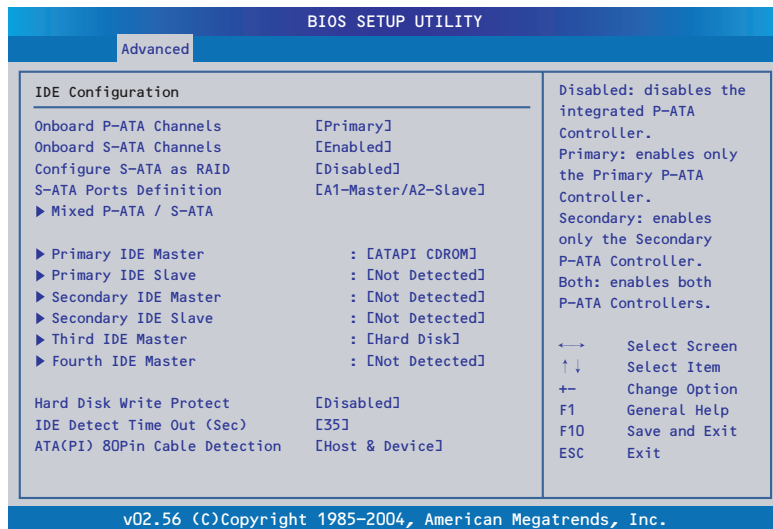 BIOS SETUP UTILITY
Advanced
IDE Configuration
Onboard P-ATA Channels [Primary]
Onboard S-ATA Channels [Enabled]
Configure S-ATA as RAID [Disabled]
S-ATA Ports Definition [A1-Master/A2-Slave]
▶ Mixed P-ATA / S-ATA
▶ Primary IDE Master : [ATAPI CDROM]
▶ Primary IDE Slave : [Not Detected]
▶ Secondary IDE Master : [Not Detected]
▶ Secondary IDE Slave : [Not Detected]
▶ Third IDE Master : [Hard Disk]
▶ Fourth IDE Master : [Not Detected]
Hard Disk Write Protect [Disabled]
IDE Detect Time Out (Sec) [35]
ATA(PI) 80Pin Cable Detection [Host & Device]
Disabled: disables the
integrated P-ATA
Controller.
Primary: enables only
the Primary P-ATA
Controller.
Secondary: enables
only the Secondary
P-ATA Controller.
Both: enables both
P-ATA Controllers.
←→ Select Screen
↑↓ Select Item
+- Change Option
F1 General Help
F10 Save and Exit
ESC Exit
v02.56 (C)Copyright 1985-2004, American Megatrends, Inc.